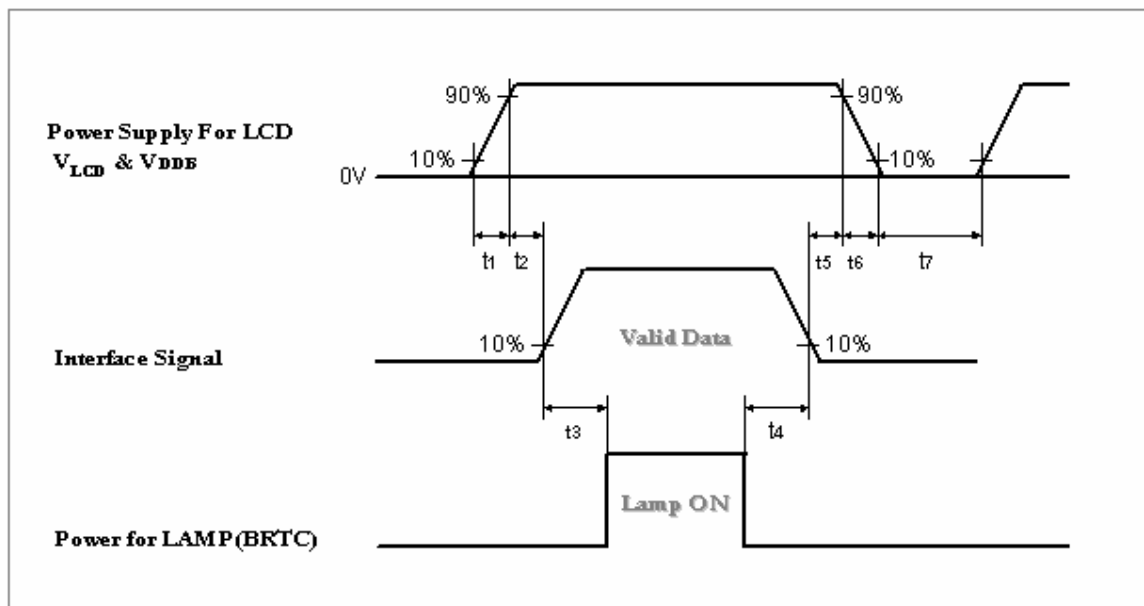 90%
90%
Power Supply For LCD
VLCD & VDDB
10%
10%
0V
t1
t2
t5
t6
t7
Valid Data
Interface Signal
10%
10%
t3
t4
Lamp ON
Power for LAMP(BRTC)